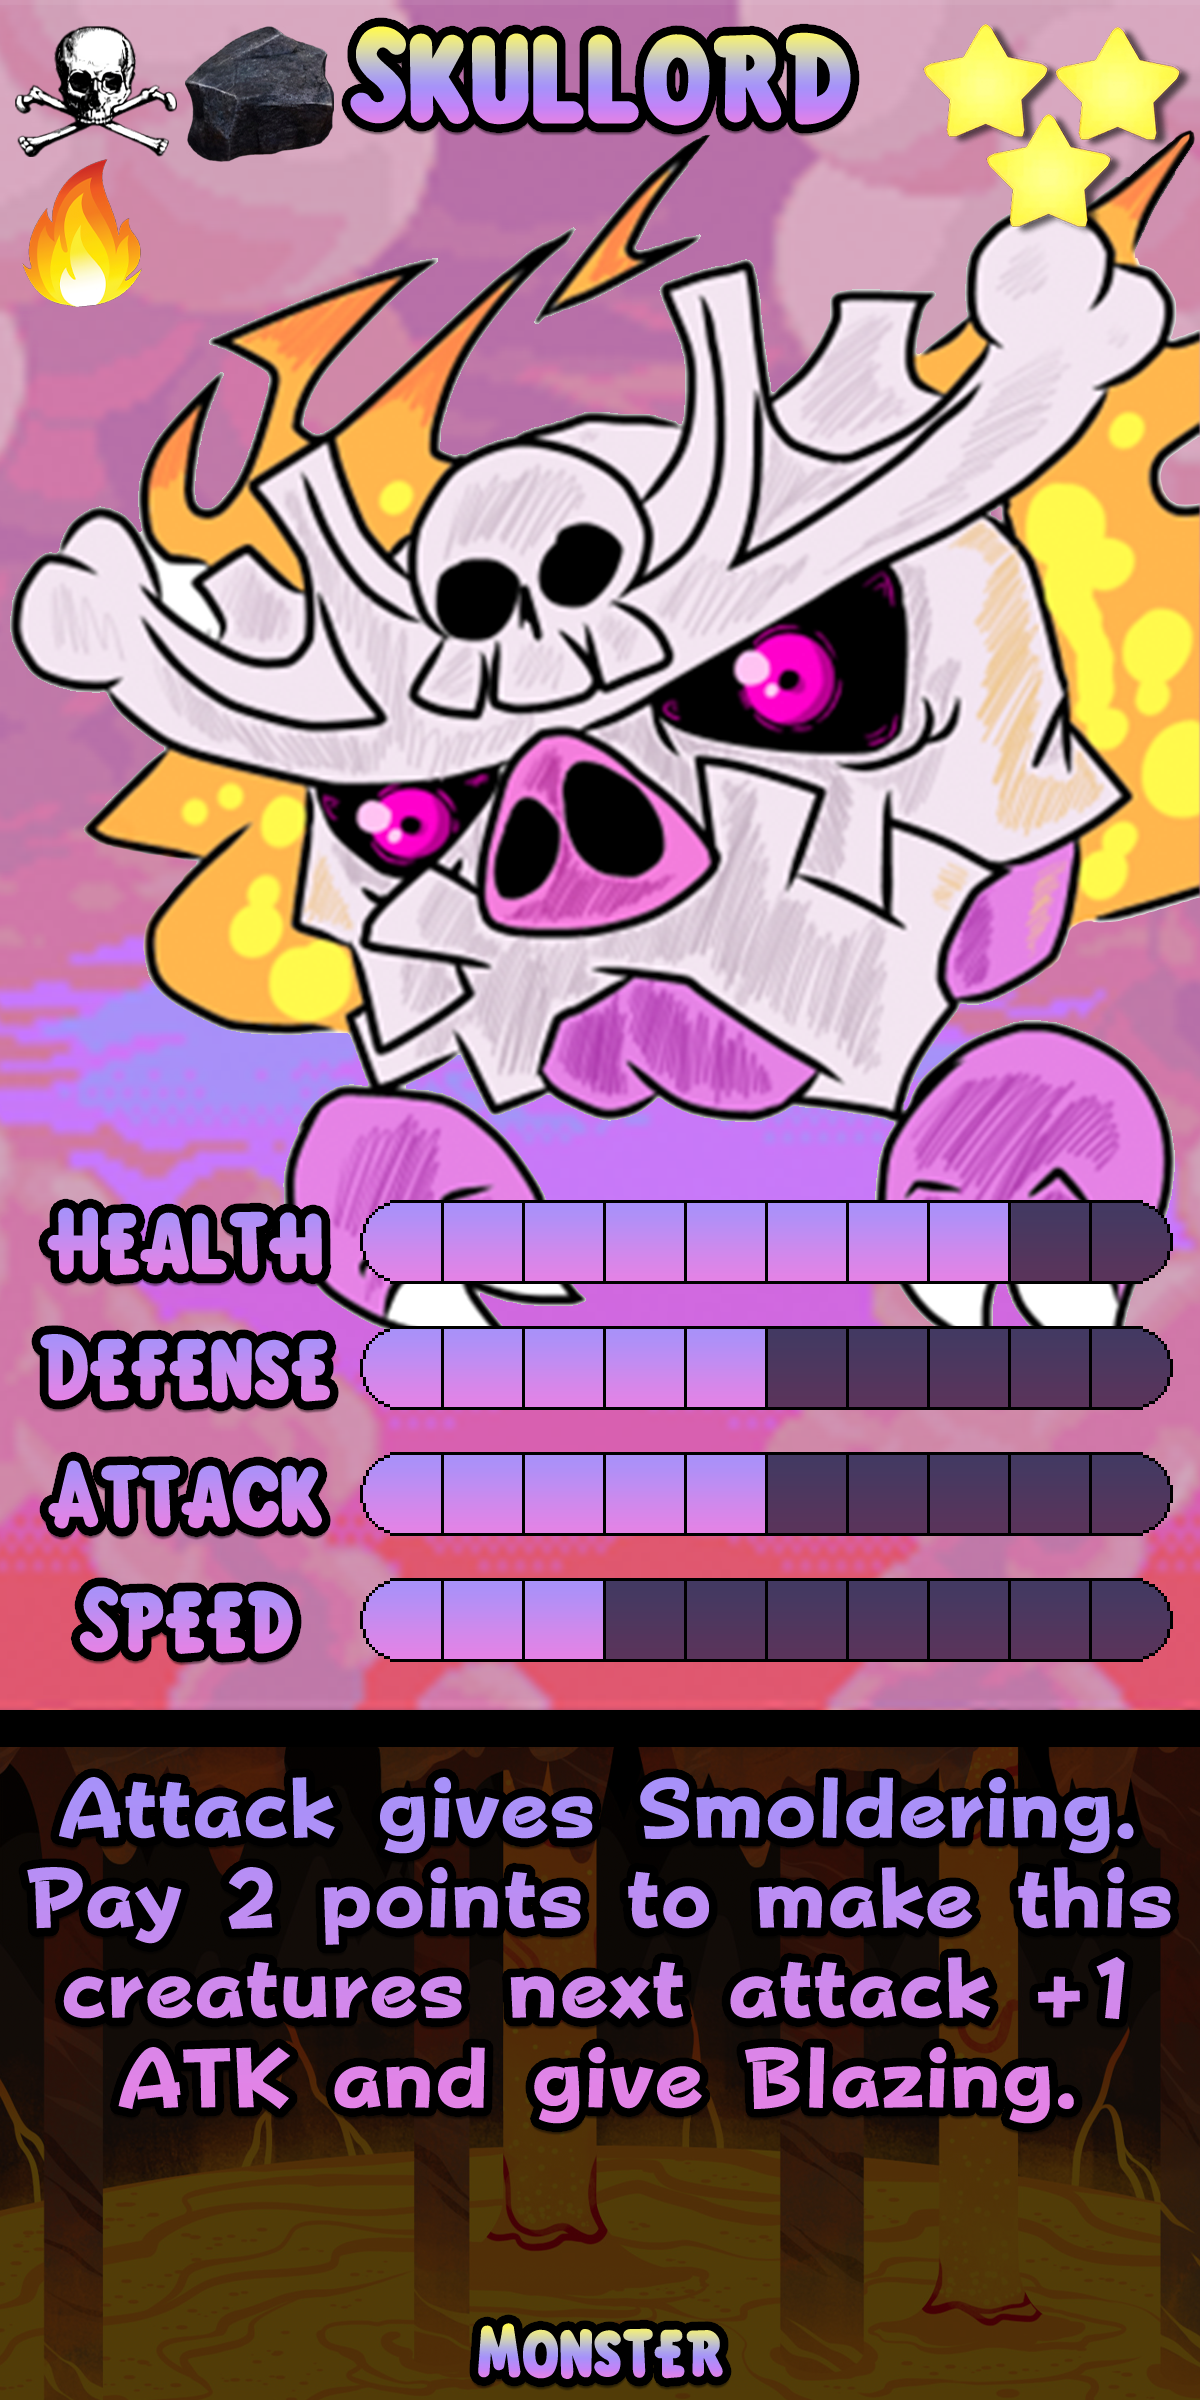 SKULLORD
HEALTH
DEFENSE
ATTACK
SPEED
Attack gives Smoldering.
Pay 2 points to make this
creatures next attack +1
ATK and give Blazing.
MONSTER